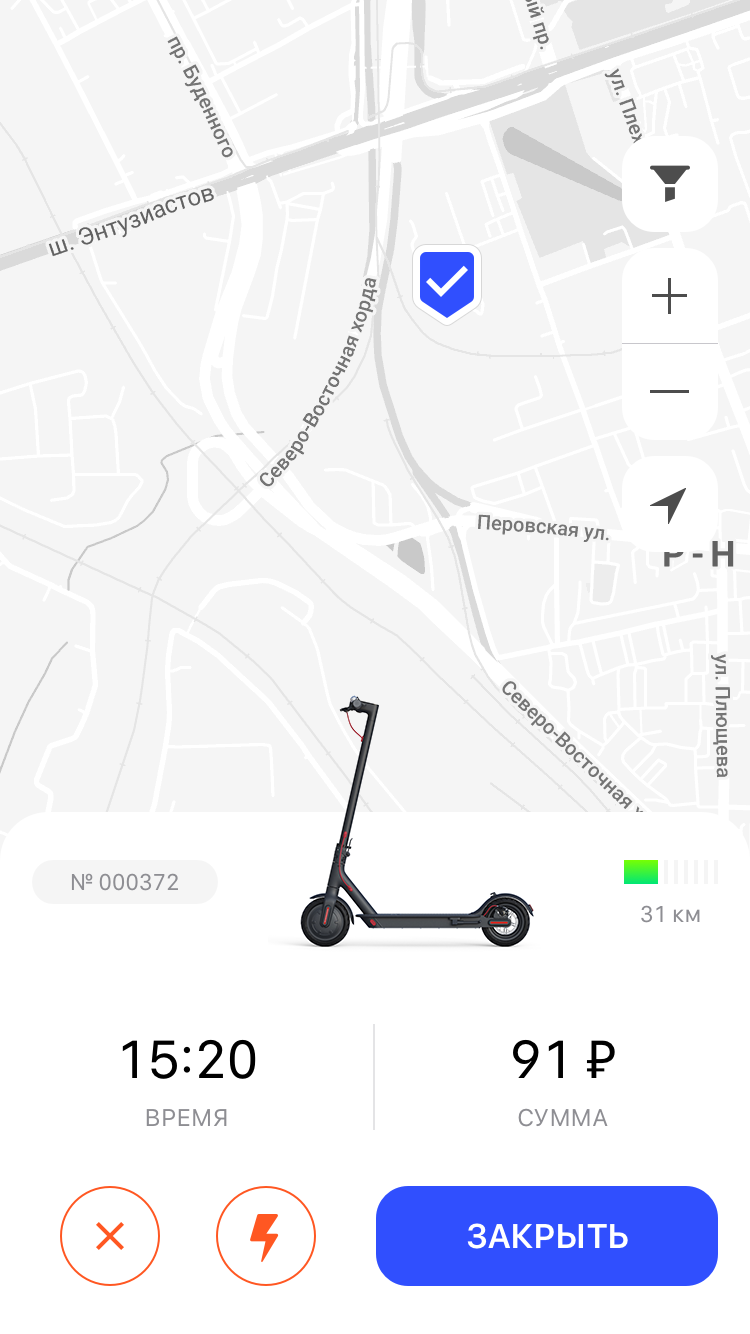 пр. Буденного
ый пр.
ул. Плех
ш. Энтузиастов
Северо-Восточная хорда
Перовская ул.
Р-Н
ул. Плющева
Северо-Восточная х
№ 000372
31 км
15:20
ВРЕМЯ
91 ₽
СУММА
ЗАКРЫТЬ